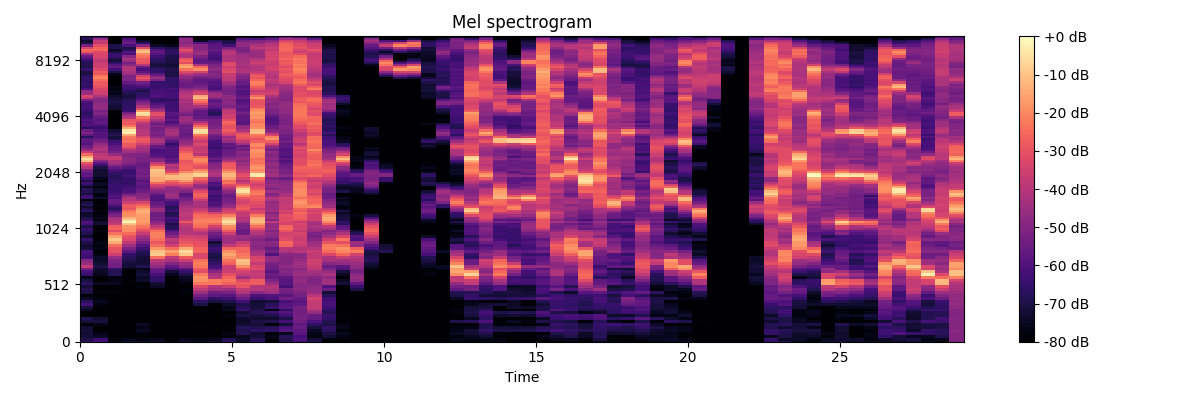 Mel spectrogram
8192
4096
2048
1024
512
0
Hz
0 5 10 15 20 25
Time
+0 dB
-10 dB
-20 dB
-30 dB
-40 dB
-50 dB
-60 dB
-70 dB
-80 dB